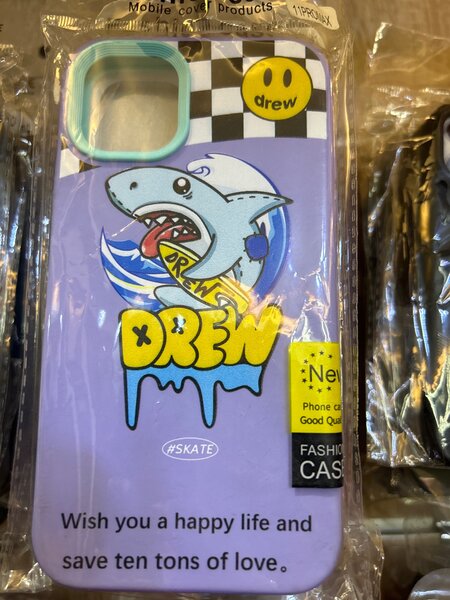 Mobile cover products
11PROMAX
drew
DREW
DREW
New
Phone ca
Good Qual
FASHIO
CAS
#SKATE
Wish you a happy life and
save ten tons of love。